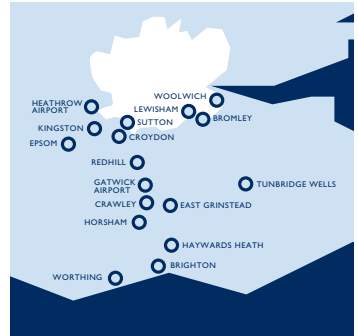 WOOLWICH
HEATHROW
AIRPORT
LEWISHAM
BROMLEY
SUTTON
KINGSTON
CROYDON
EPSOM
REDHILL
GATWICK
AIRPORT
TUNBRIDGE WELLS
CRAWLEY
EAST GRINSTEAD
HORSHAM
HAYWARDS HEATH
BRIGHTON
WORTHING